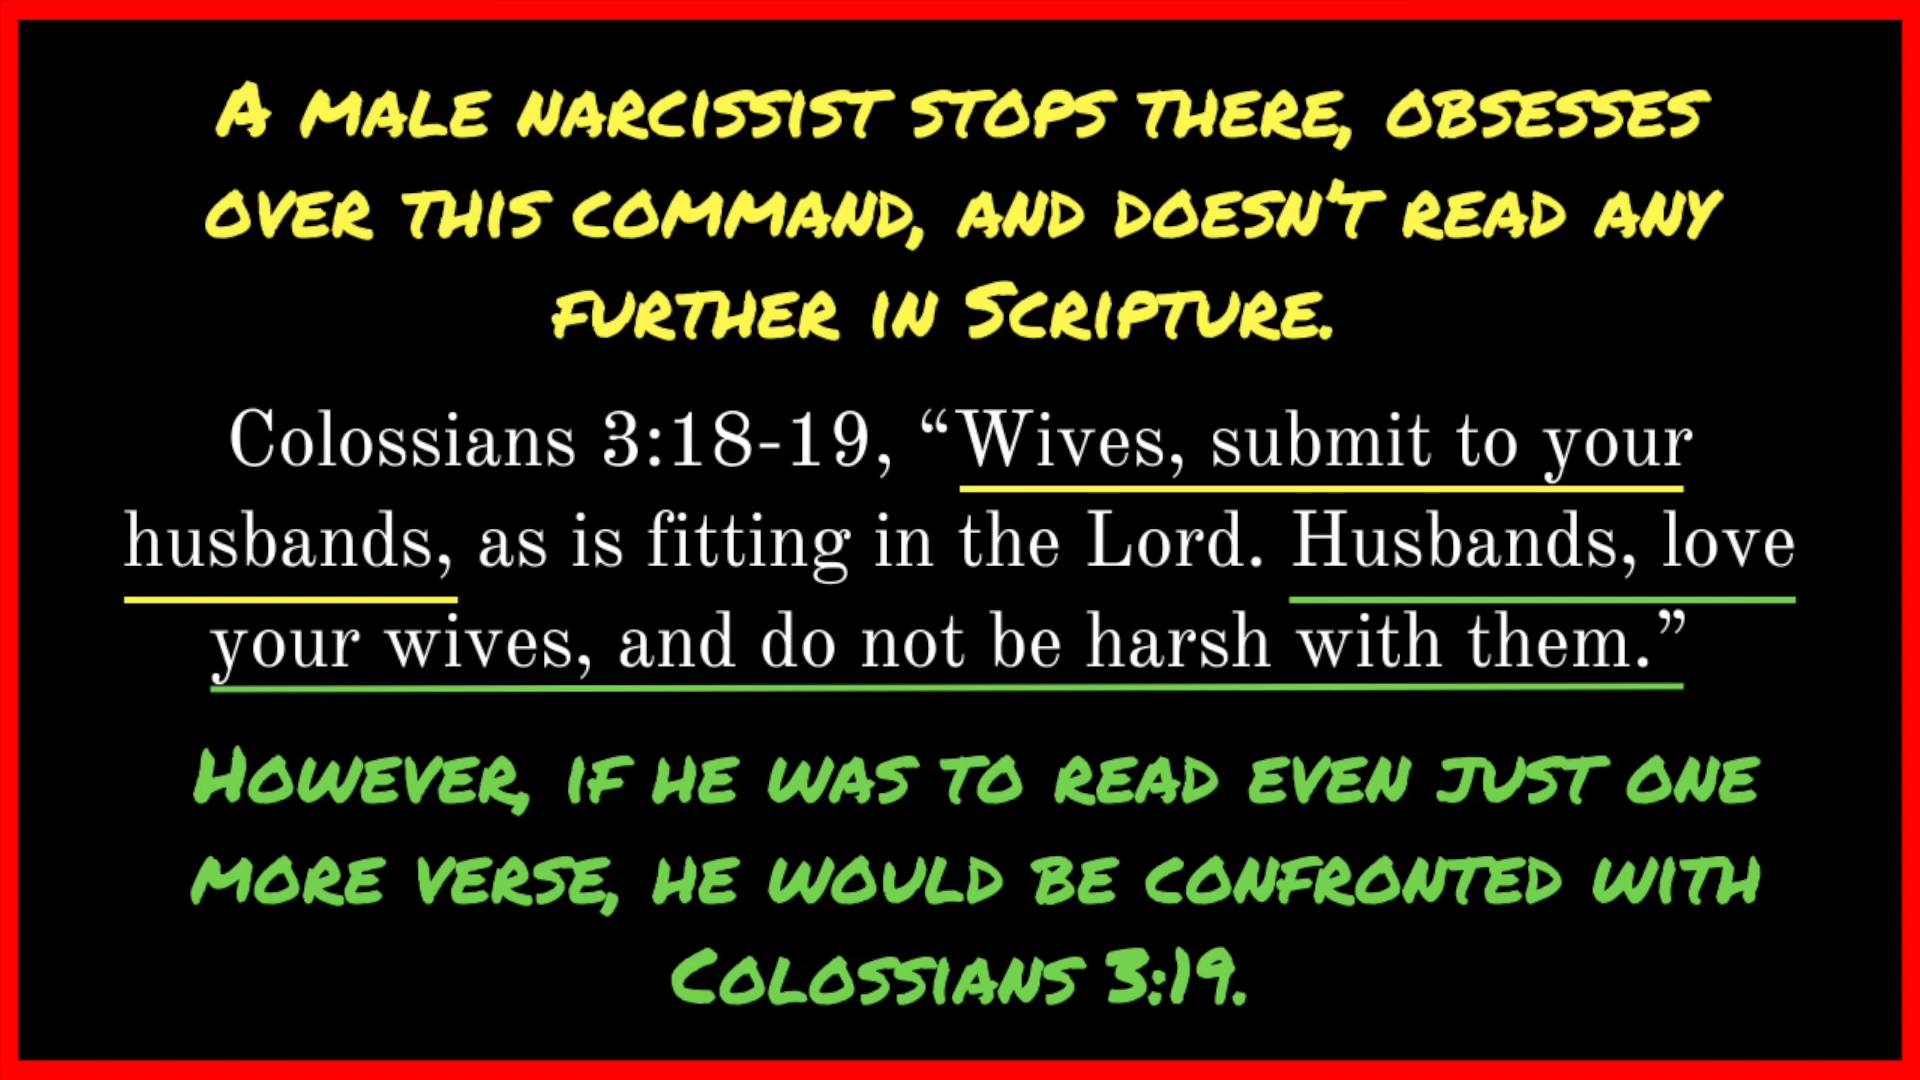 A male narcissist stops there, obsesses
over this command, and doesn't read any
further in Scripture.
Colossians 3:18-19, “Wives, submit to your
husbands, as is fitting in the Lord. Husbands, love
your wives, and do not be harsh with them.”
However, if he was to read even just one
more verse, he would be confronted with
Colossians 3:19.